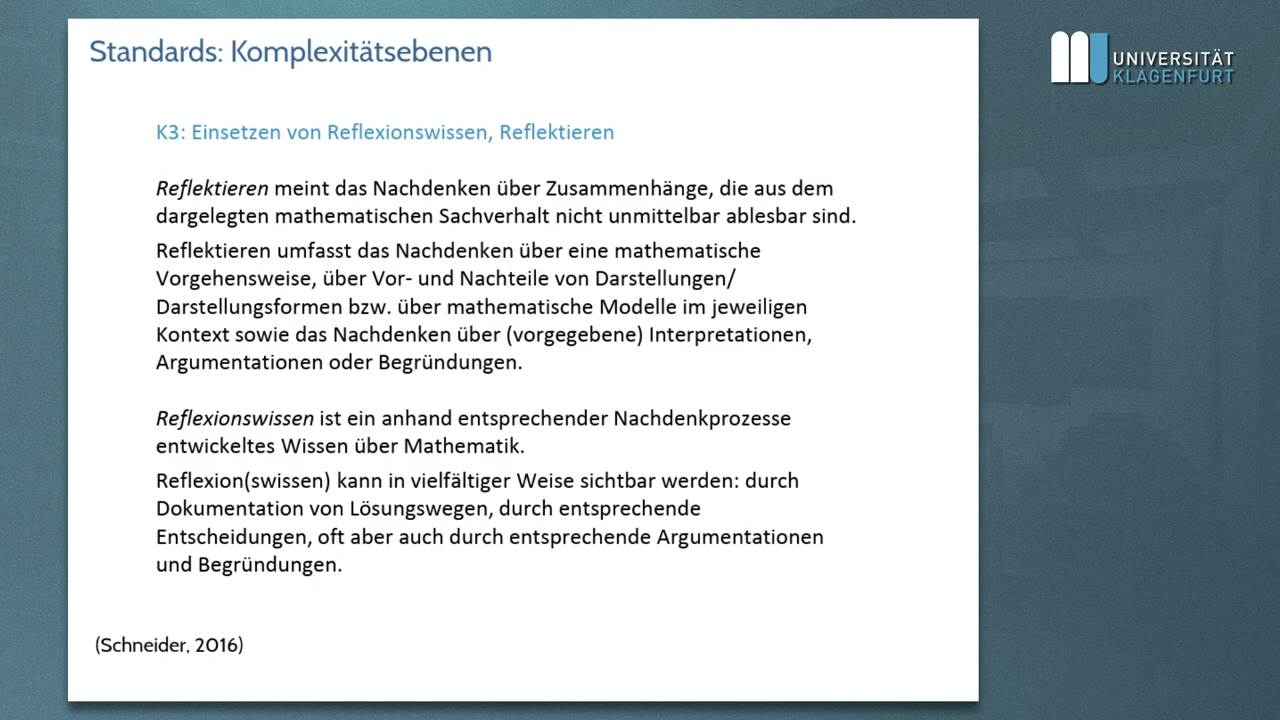 Standards: Komplexitätsebenen
UNIVERSITÄT
KLAGENFURT
K3: Einsetzen von Reflexionswissen, Reflektieren
Reflektieren meint das Nachdenken über Zusammenhänge, die aus dem
dargelegten mathematischen Sachverhalt nicht unmittelbar ablesbar sind.
Reflektieren umfasst das Nachdenken über eine mathematische
Vorgehensweise, über Vor- und Nachteile von Darstellungen/
Darstellungsformen bzw. über mathematische Modelle im jeweiligen
Kontext sowie das Nachdenken über (vorgegebene) Interpretationen,
Argumentationen oder Begründungen.
Reflexionswissen ist ein anhand entsprechender Nachdenkprozesse
entwickeltes Wissen über Mathematik.
Reflexion(swissen) kann in vielfältiger Weise sichtbar werden: durch
Dokumentation von Lösungswegen, durch entsprechende
Entscheidungen, oft aber auch durch entsprechende Argumentationen
und Begründungen.
(Schneider, 2016)